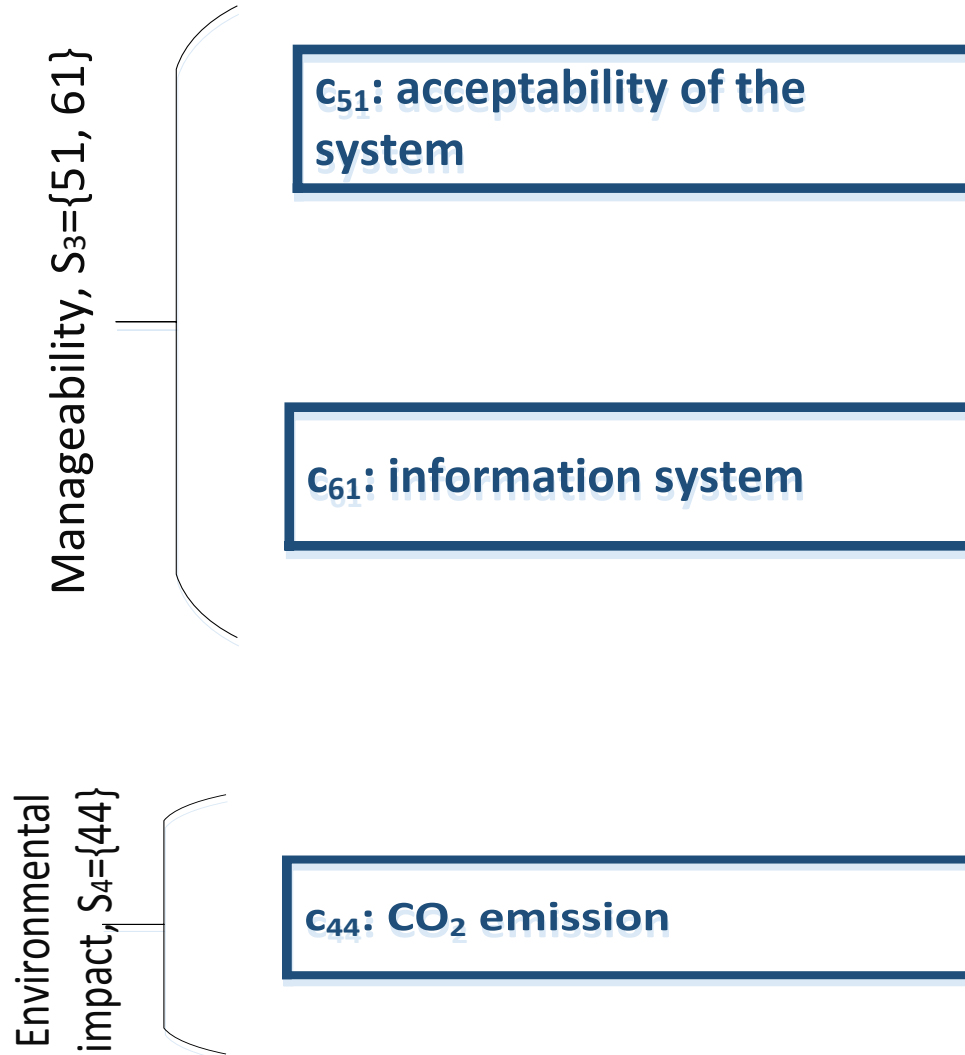 Manageability, S₃={51, 61}
c₅₁: acceptability of the
system
c₆₁: information system
Environmental
impact, S₄={44}
c₄₄: CO₂ emission